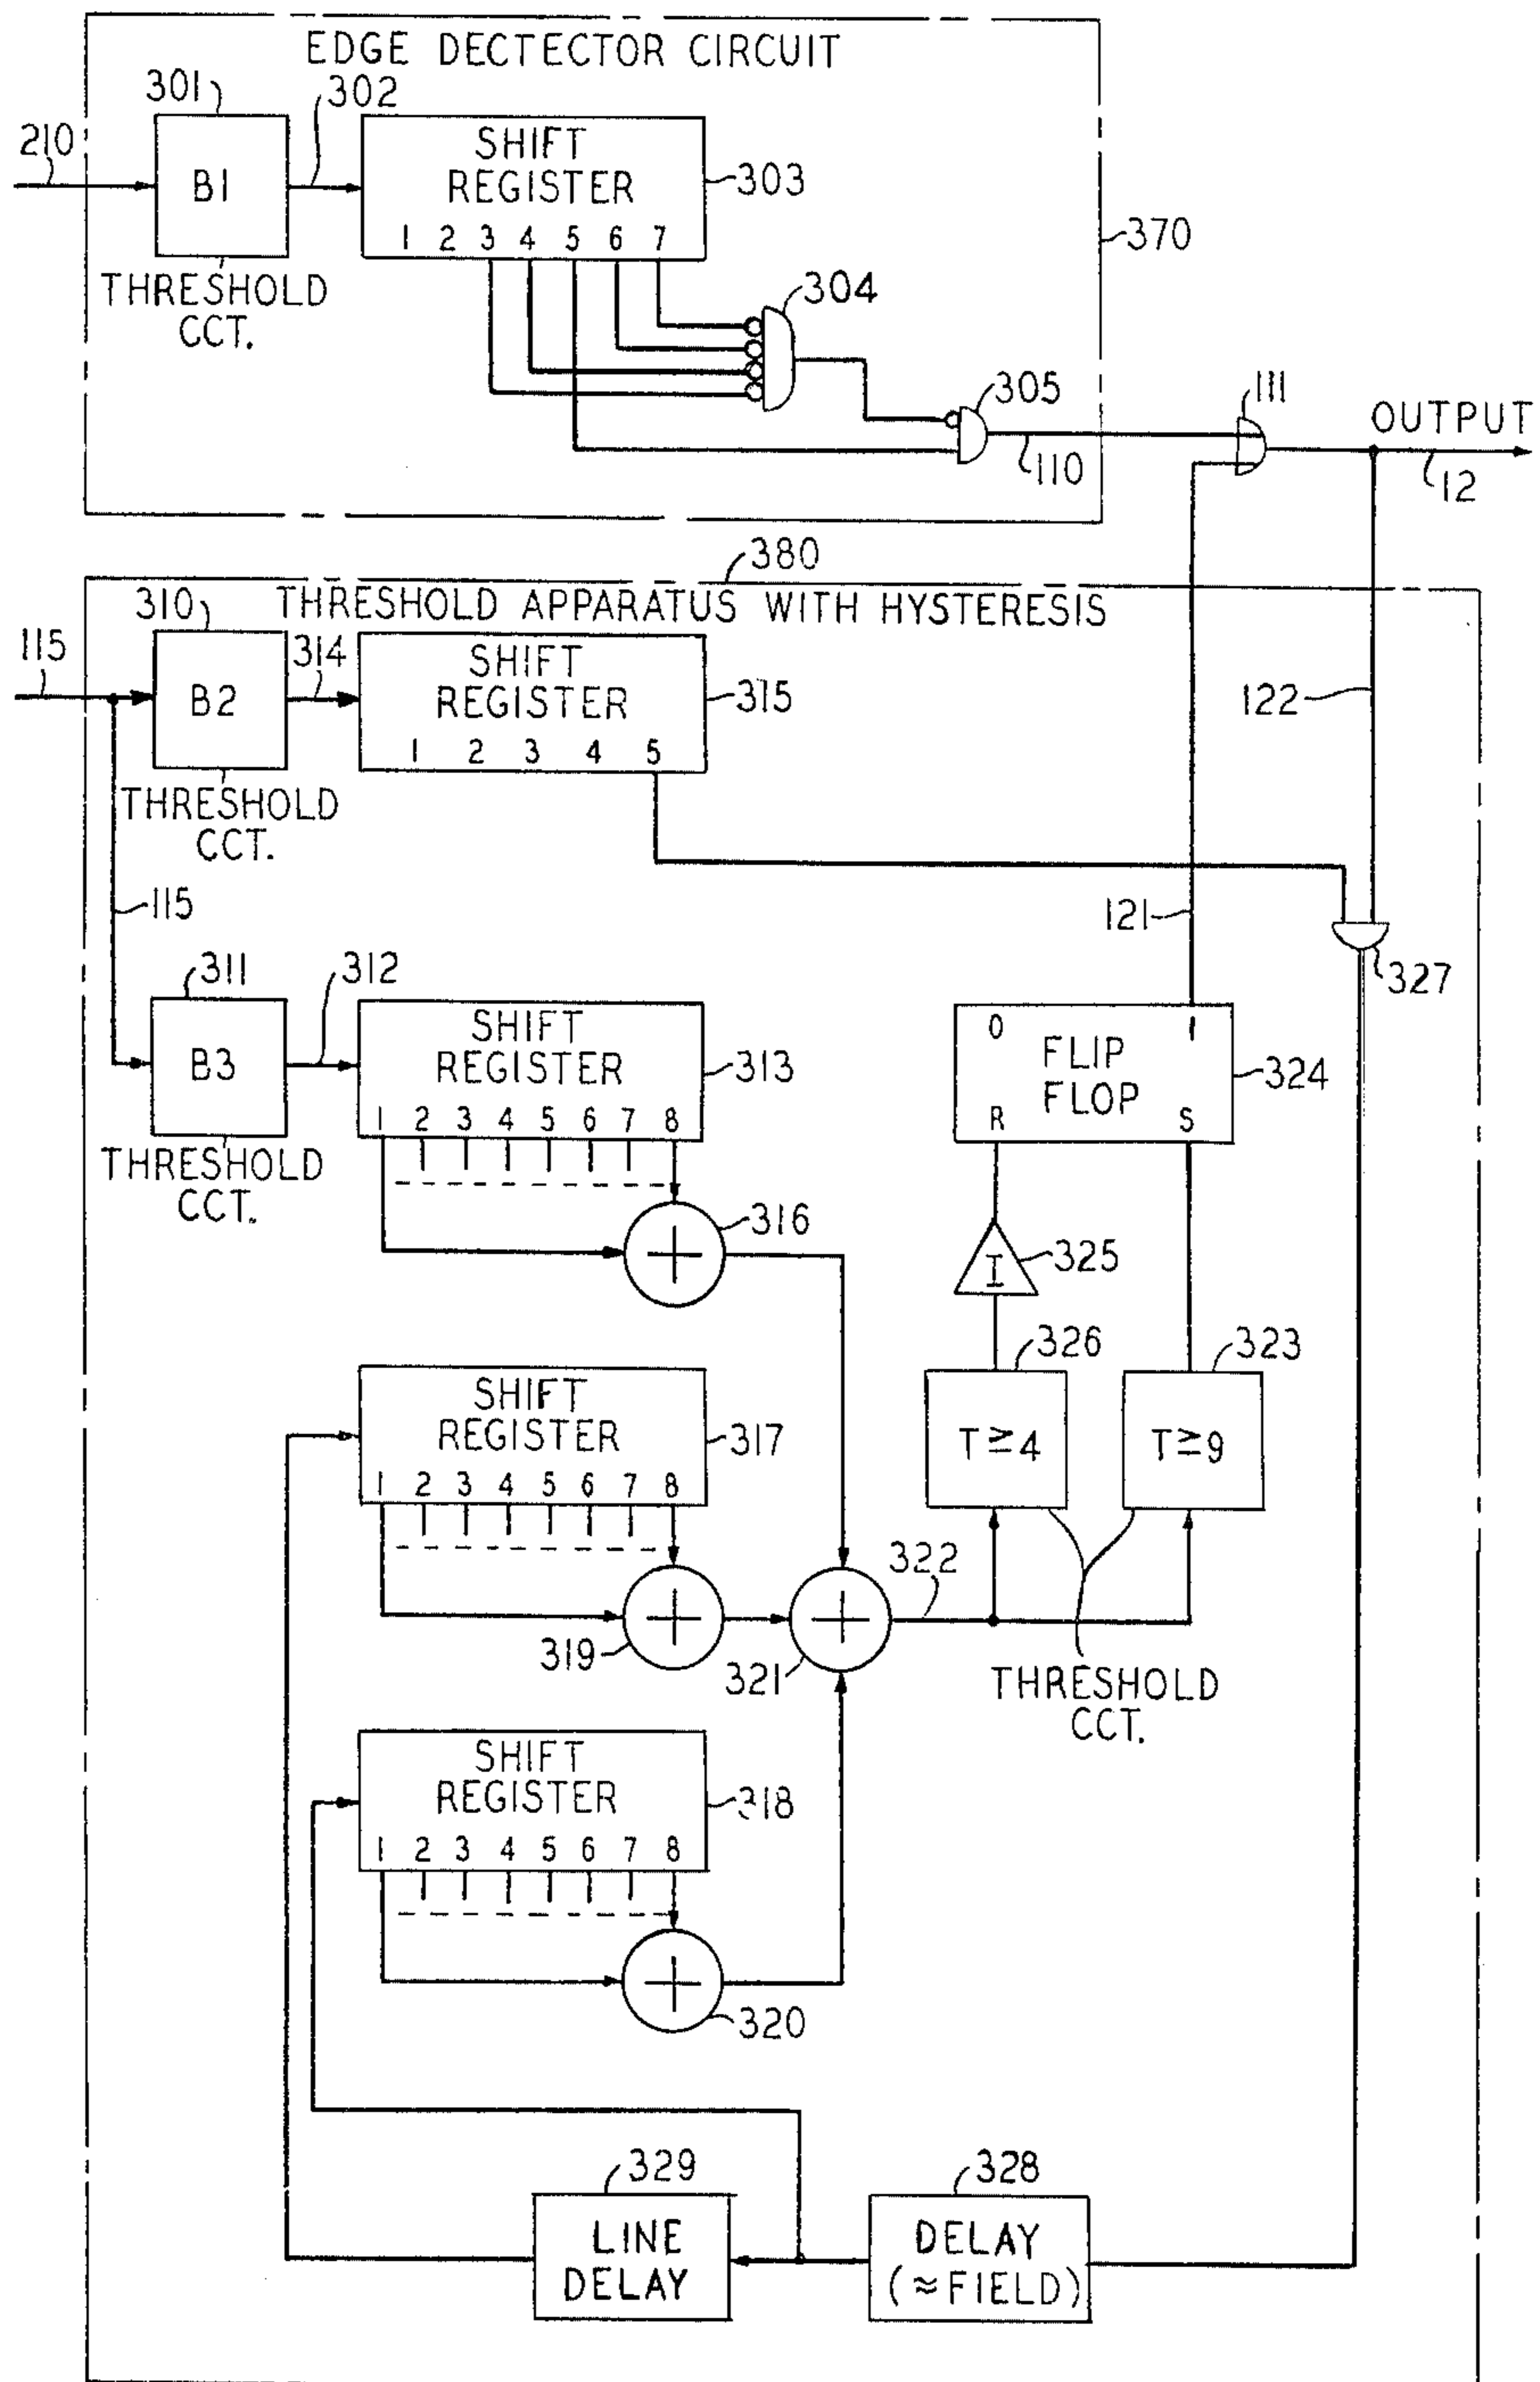 EDGE DECTECTOR CIRCUIT
301
302
210
B1
SHIFT
REGISTER
303
1 2 3 4 5 6 7
THRESHOLD
CCT.
370
304
305
111
OUTPUT
110
12
380
310
THRESHOLD APPARATUS WITH HYSTERESIS
115
314
B2
SHIFT
REGISTER
315
1 2 3 4 5
122
THRESHOLD
CCT.
115
121
327
311
312
B3
SHIFT
REGISTER
313
1 2 3 4 5 6 7 8
0 1
FLIP
FLOP
R S
324
THRESHOLD
CCT.
316
I
325
326
323
SHIFT
REGISTER
317
1 2 3 4 5 6 7 8
T≥4
T≥9
322
319
321
THRESHOLD
CCT.
SHIFT
REGISTER
318
1 2 3 4 5 6 7 8
320
329
328
LINE
DELAY
DELAY
(≈FIELD)